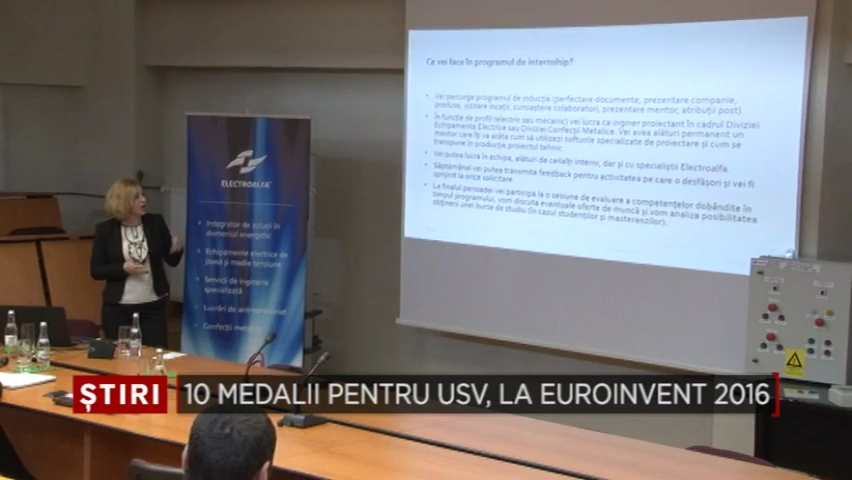 Ce vei face în programul de internship?
• Vei parcurge programul de inducție (perfectare documente, prezentare companie,
produse, vizitare locații, cunoaștere colaboratori, prezentare mentor, atribuții post)
• În funcție de profil (electric sau mecanic) vei lucra ca inginer proiectant în cadrul Diviziei
Echipamente Electrice sau Diviziei Confecții Metalice. Vei avea alături permanent un
mentor care îți va arăta cum să utilizezi softurile specializate de proiectare și cum se
transpune în producție proiectul tehnic.
• Vei putea lucra în echipa, alături de ceilalți interni, dar și cu specialiștii Electroalfa.
• Săptămânal vei putea transmite feedback pentru activitatea pe care o desfășori și vei fi
sprijinit la orice solicitare.
• La finalul perioadei vei participa la o sesiune de evaluare a competențelor dobândite în
timpul programului, vom discuta eventuale oferte de muncă și vom analiza posibilitatea
obținerii unei burse de studiu (în cazul studenților și masteranzilor).
ELECTROALFA
• Integrator de soluții în
domeniul energetic
• Echipamente electrice de
joasă și medie tensiune
• Servicii de inginerie
specializată
• Lucrări de antreprenoriat
• Confecții
ȘTIRI
10 MEDALII PENTRU USV, LA EUROINVENT 2016